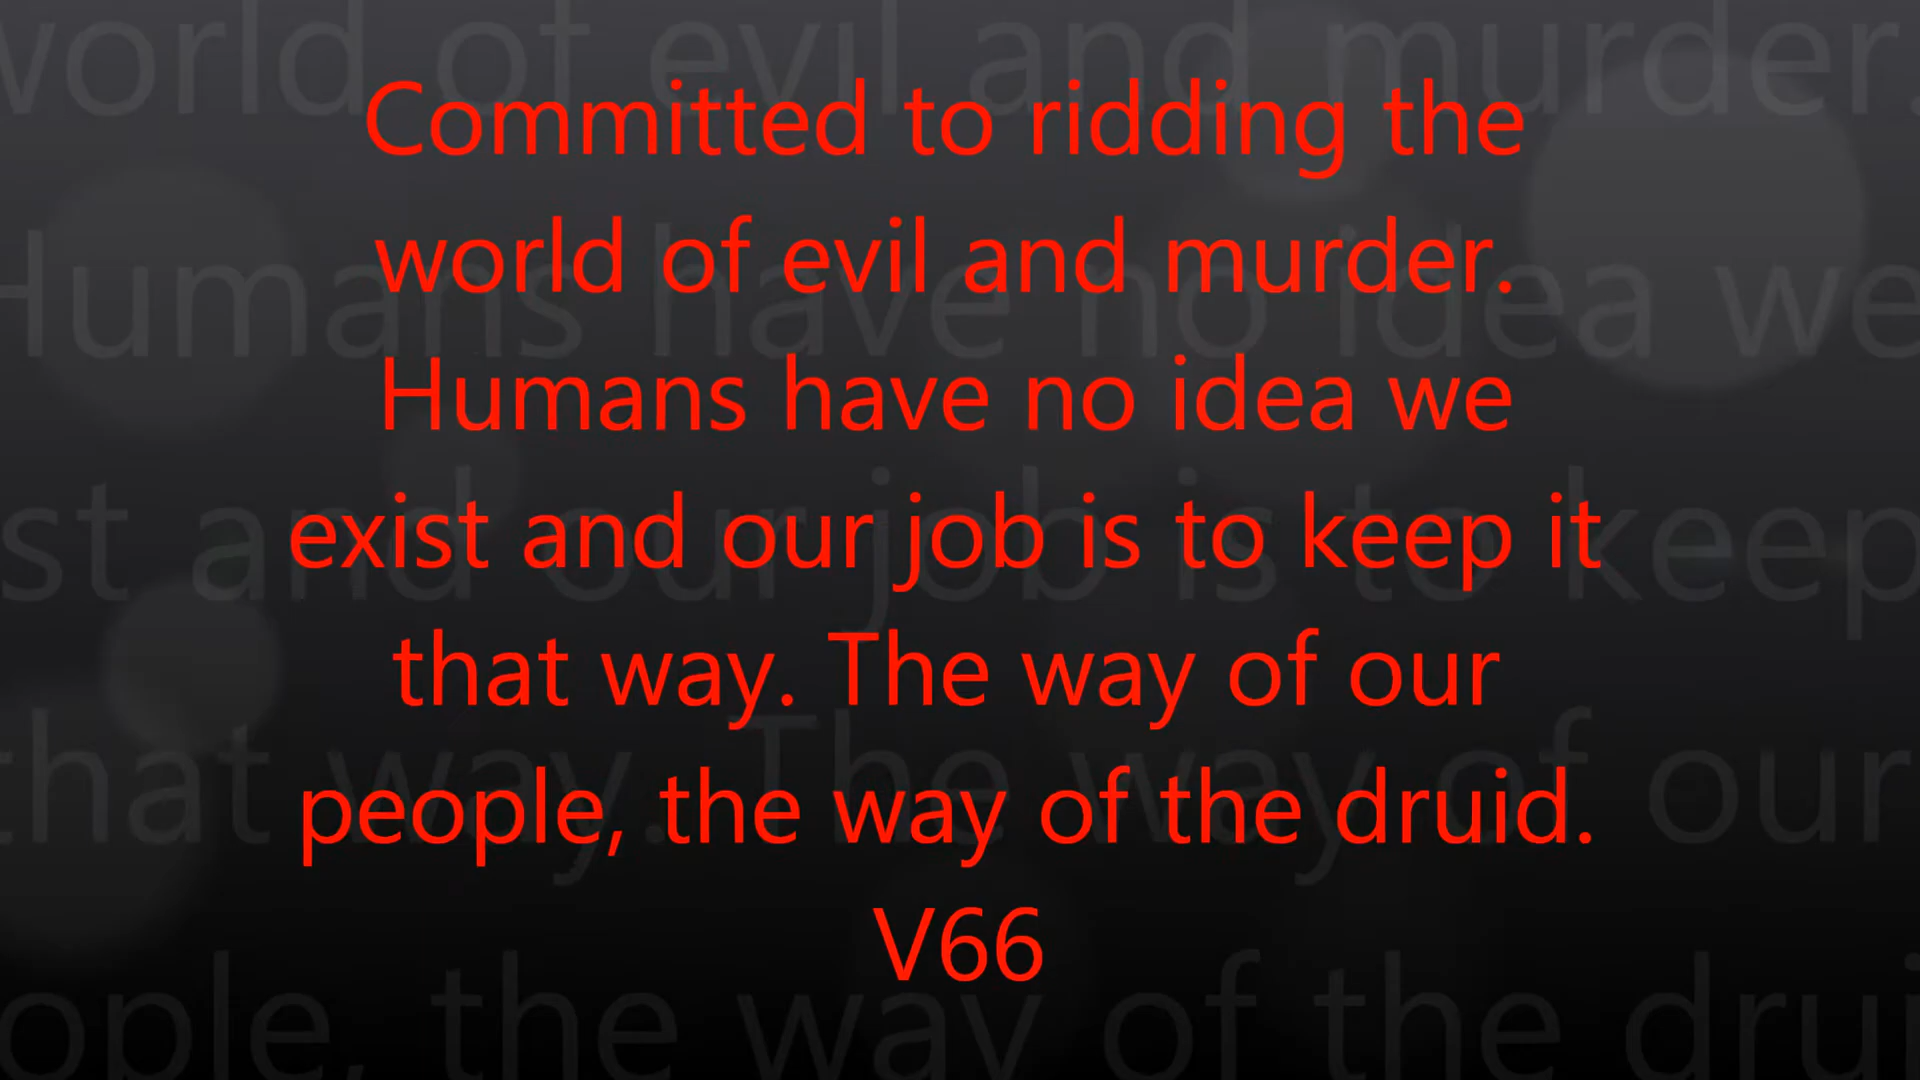 Committed to ridding the
world of evil and murder.
Humans have no idea we
exist and our job is to keep it
that way. The way of our
people, the way of the druid.
V66